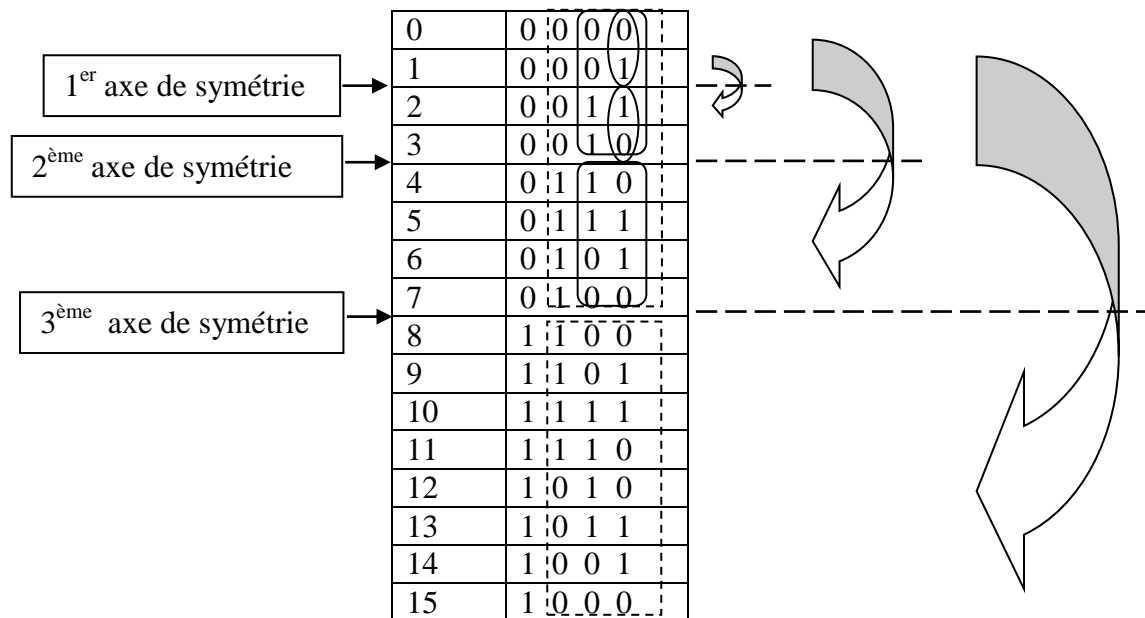 1er axe de symétrie
2ème axe de symétrie
3ème axe de symétrie
0 0 0 0 0
1 0 0 0 1
2 0 0 1 1
3 0 0 1 0
4 0 1 1 0
5 0 1 1 1
6 0 1 0 1
7 0 1 0 0
8 1 1 0 0
9 1 1 0 1
10 1 1 1 1
11 1 1 1 0
12 1 0 1 0
13 1 0 1 1
14 1 0 0 1
15 1 0 0 0